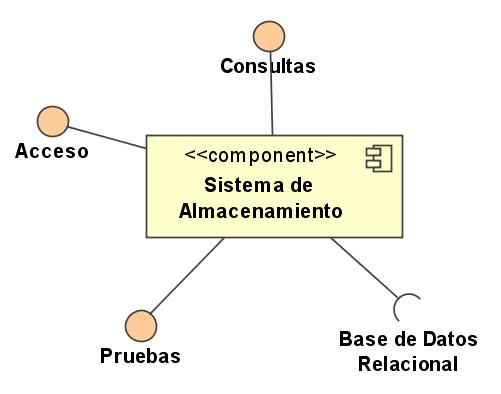 Consultas
Acceso
<<component>>
Sistema de
Almacenamiento
Pruebas
Base de Datos
Relacional